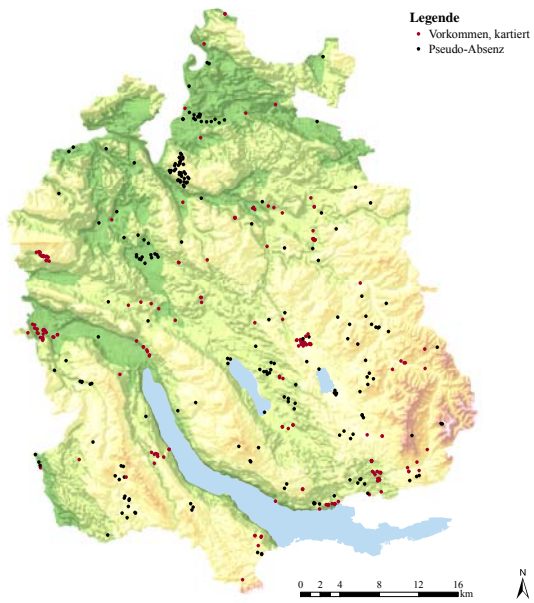 Legende
Vorkommen, kartiert
Pseudo-Absenz
N
0 2 4 8 12 16
km